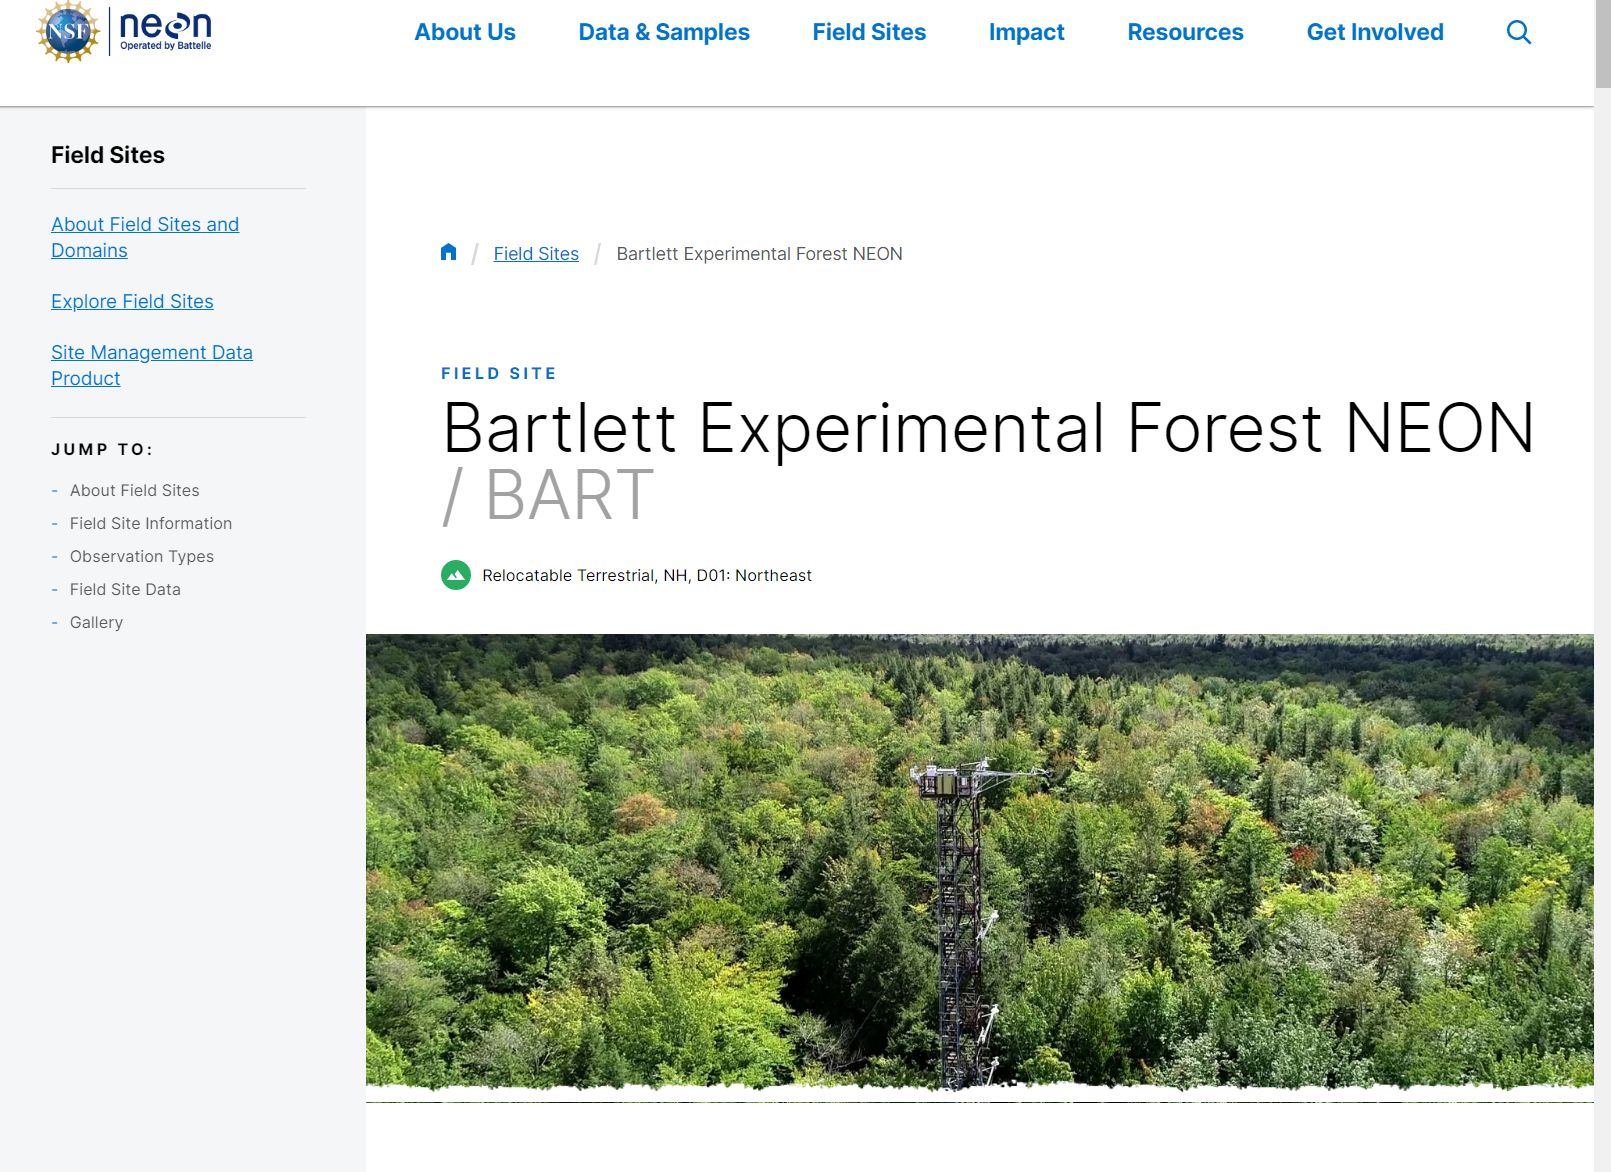 NSF
neon
Operated by Battelle
About Us
Data & Samples
Field Sites
Impact
Resources
Get Involved
Field Sites
About Field Sites and
Domains
Explore Field Sites
Site Management Data
Product
JUMP TO:
- About Field Sites
- Field Site Information
- Observation Types
- Field Site Data
- Gallery
/ Field Sites / Bartlett Experimental Forest NEON
FIELD SITE
Bartlett Experimental Forest NEON
/ BART
Relocatable Terrestrial, NH, D01: Northeast